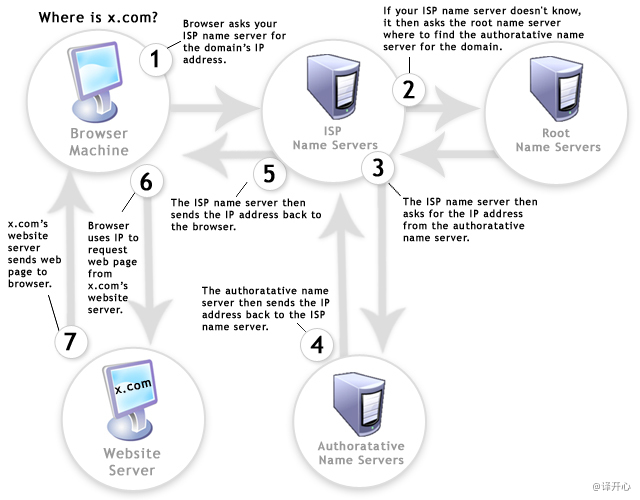 Where is x.com?
1
Browser asks your
ISP name server for
the domain's IP
address.
If your ISP name server doesn't know,
it then asks the root name server
where to find the authoratative name
server for the domain.
2
Browser
Machine
ISP
Name Servers
Root
Name Servers
3
The ISP name server then
asks for the IP address
from the authoratative
name server.
5
The ISP name server then
sends the IP address back to
the browser.
6
Browser
uses IP to
request
web page
from
x.com's
website
server.
x.com's
website
server
sends web
page to
browser.
7
The authoratative name
server then sends the IP
address back to the ISP
name server.
4
x.com
Website
Server
Authoratative
Name Servers
@译开心